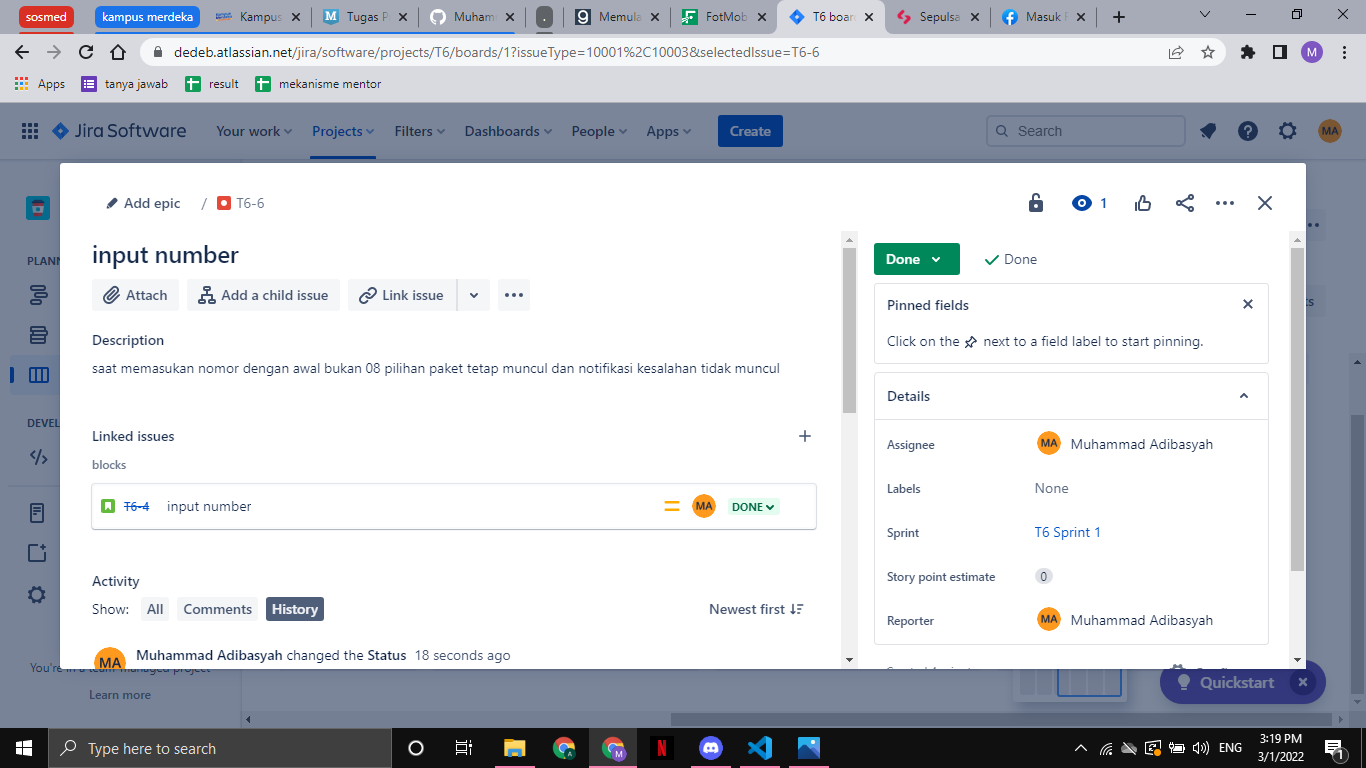 sosmed
kampus merdeka
Kampus
Tugas P
Muham
.
Memula
FotMob
T6 boar
Sepulsa
Masuk F
dedeb.atlassian.net/jira/software/projects/T6/boards/1?issueType=10001%2C10003&selectedIssue=T6-6
M
Apps
tanya jawab
result
mekanisme mentor
Jira Software
Your work
Projects
Filters
Dashboards
People
Apps
Create
Search
MA
Add epic
/
T6-6
1
input number
Attach
Add a child issue
Link issue
Description
saat memasukan nomor dengan awal bukan 08 pilihan paket tetap muncul dan notifikasi kesalahan tidak muncul
Linked issues
blocks
T6-4
input number
MA
DONE
Activity
Show:
All
Comments
History
Newest first
MA
Muhammad Adibasyah changed the Status 18 seconds ago
Done
Done
Pinned fields
Click on the next to a field label to start pinning.
Details
Assignee
MA
Muhammad Adibasyah
Labels
None
Sprint
T6 Sprint 1
Story point estimate
0
Reporter
MA
Muhammad Adibasyah
PLANN
DEVEL
You're in a team-managed project
Learn more
Quickstart
Type here to search
A
M
N
ENG
3:19 PM
3/1/2022
1